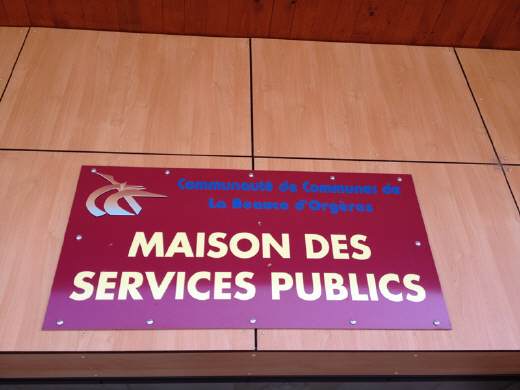 Communauté de Communes de
La Beauce d'Orgères
MAISON DES
SERVICES PUBLICS